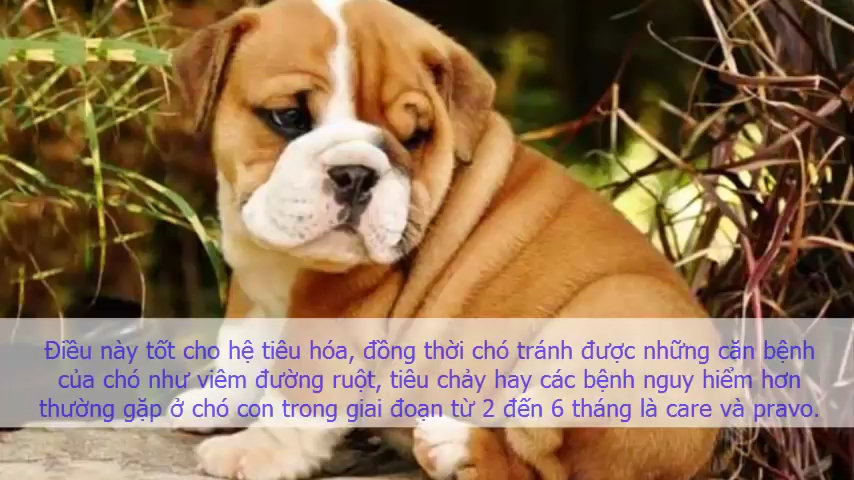 Điều này tốt cho hệ tiêu hóa, đồng thời chó tránh được những căn bệnh
của chó như viêm đường ruột, tiêu chảy hay các bệnh nguy hiểm hơn
thường gặp ở chó con trong giai đoạn từ 2 đến 6 tháng là care và pravo.